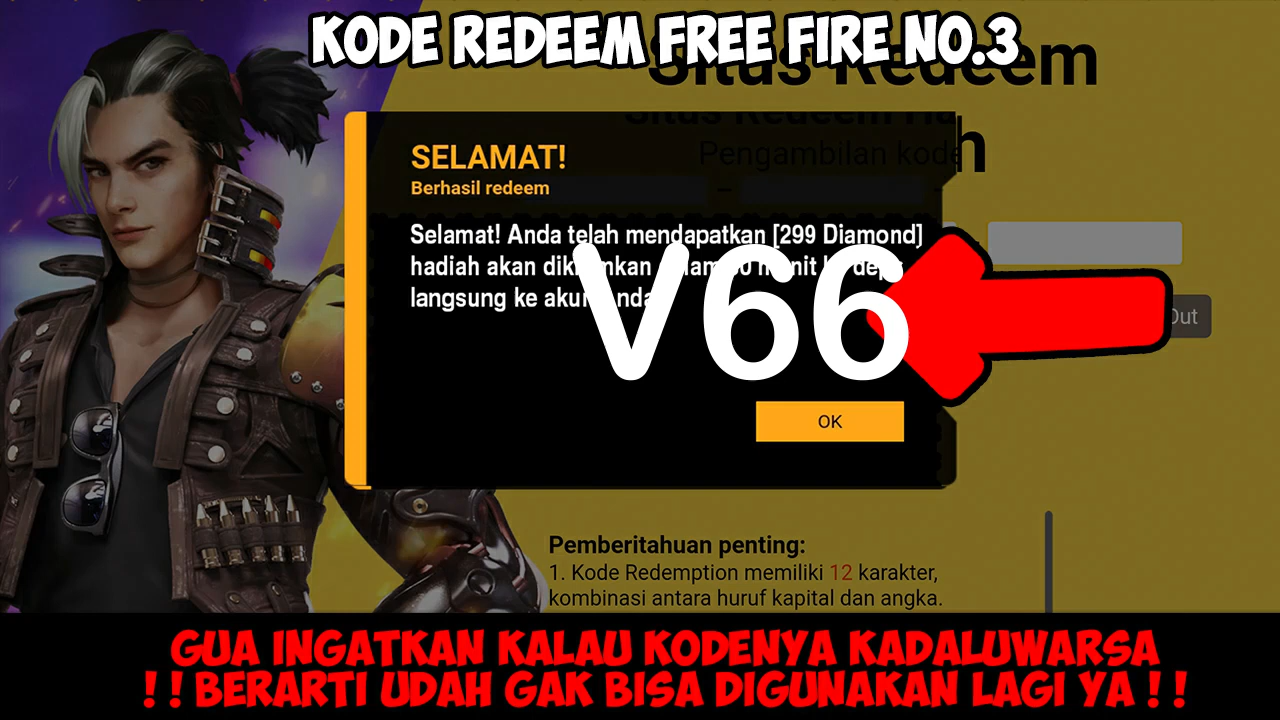 KODE REDEEM FREE FIRE NO.3
Situs Redeem
Pengambilan kode
SELAMAT!
Berhasil redeem
Selamat! Anda telah mendapatkan [299 Diamond]
hadiah akan
langsung ke
V66
Out
OK
Pemberitahuan penting:
1. Kode Redemption memiliki 12 karakter,
kombinasi antara huruf kapital dan angka.
GUA INGATKAN KALAU KODENYA KADALUWARSA
!! BERARTI UDAH GAK BISA DIGUNAKAN LAGI YA !!